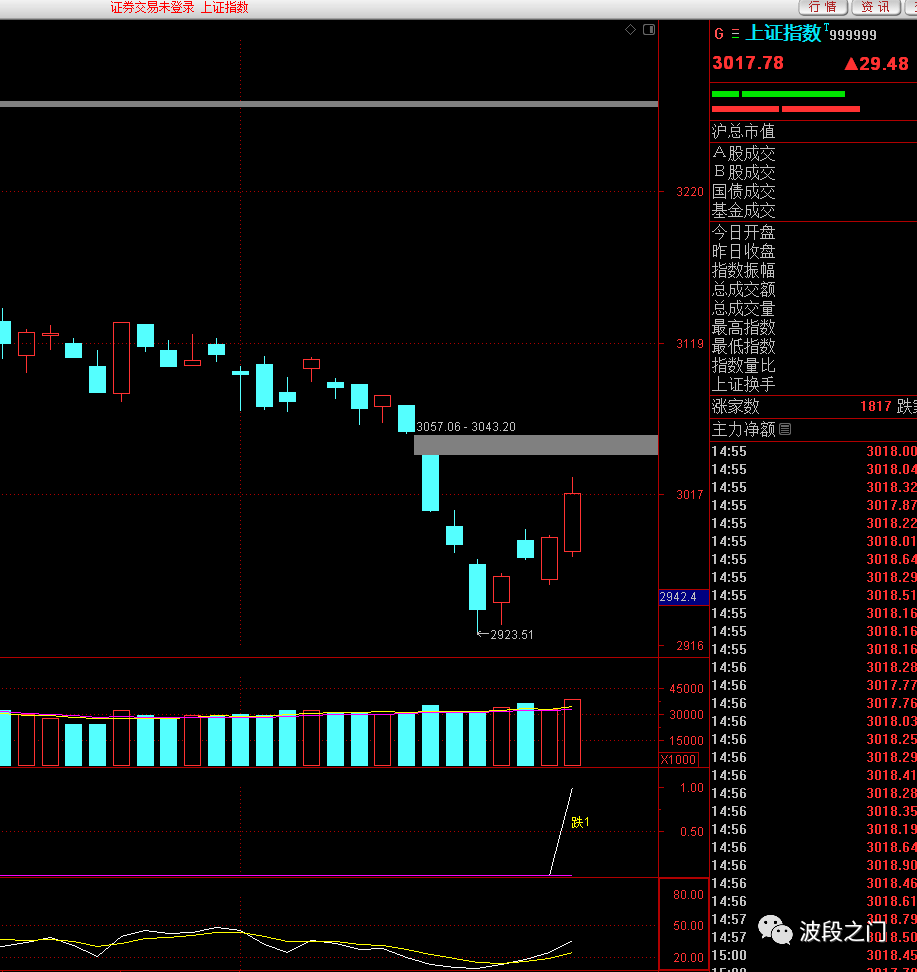 证券交易未登录 上证指数
行情 资讯
G 上证指数T999999
3017.78 ▲29.48
沪总市值
A股成交
B股成交
国债成交
基金成交
今日开盘
昨日收盘
指数振幅
总成交额
总成交量
最高指数
最低指数
指数量比
上证换手
涨家数 1817 跌家
主力净额
3220
3119
3057.06 - 3043.20
3017
2942.4
2923.51
2916
45000
30000
15000
X1000
1.00
跌1
0.50
80.00
50.00
20.00
14:55 3018.00
14:55 3018.04
14:55 3018.32
14:55 3017.87
14:55 3018.22
14:55 3018.01
14:55 3018.64
14:55 3018.29
14:55 3018.51
14:55 3018.16
14:55 3018.16
14:55 3018.16
14:56 3018.28
14:56 3017.77
14:56 3017.76
14:56 3018.03
14:56 3018.25
14:56 3018.29
14:56 3018.41
14:56 3018.28
14:56 3018.35
14:56 3018.19
14:56 3018.64
14:56 3018.90
14:56 3018.46
14:56 3018.61
14:57 3018.79
14:57 3018.50
15:00 3018.45
波段之门